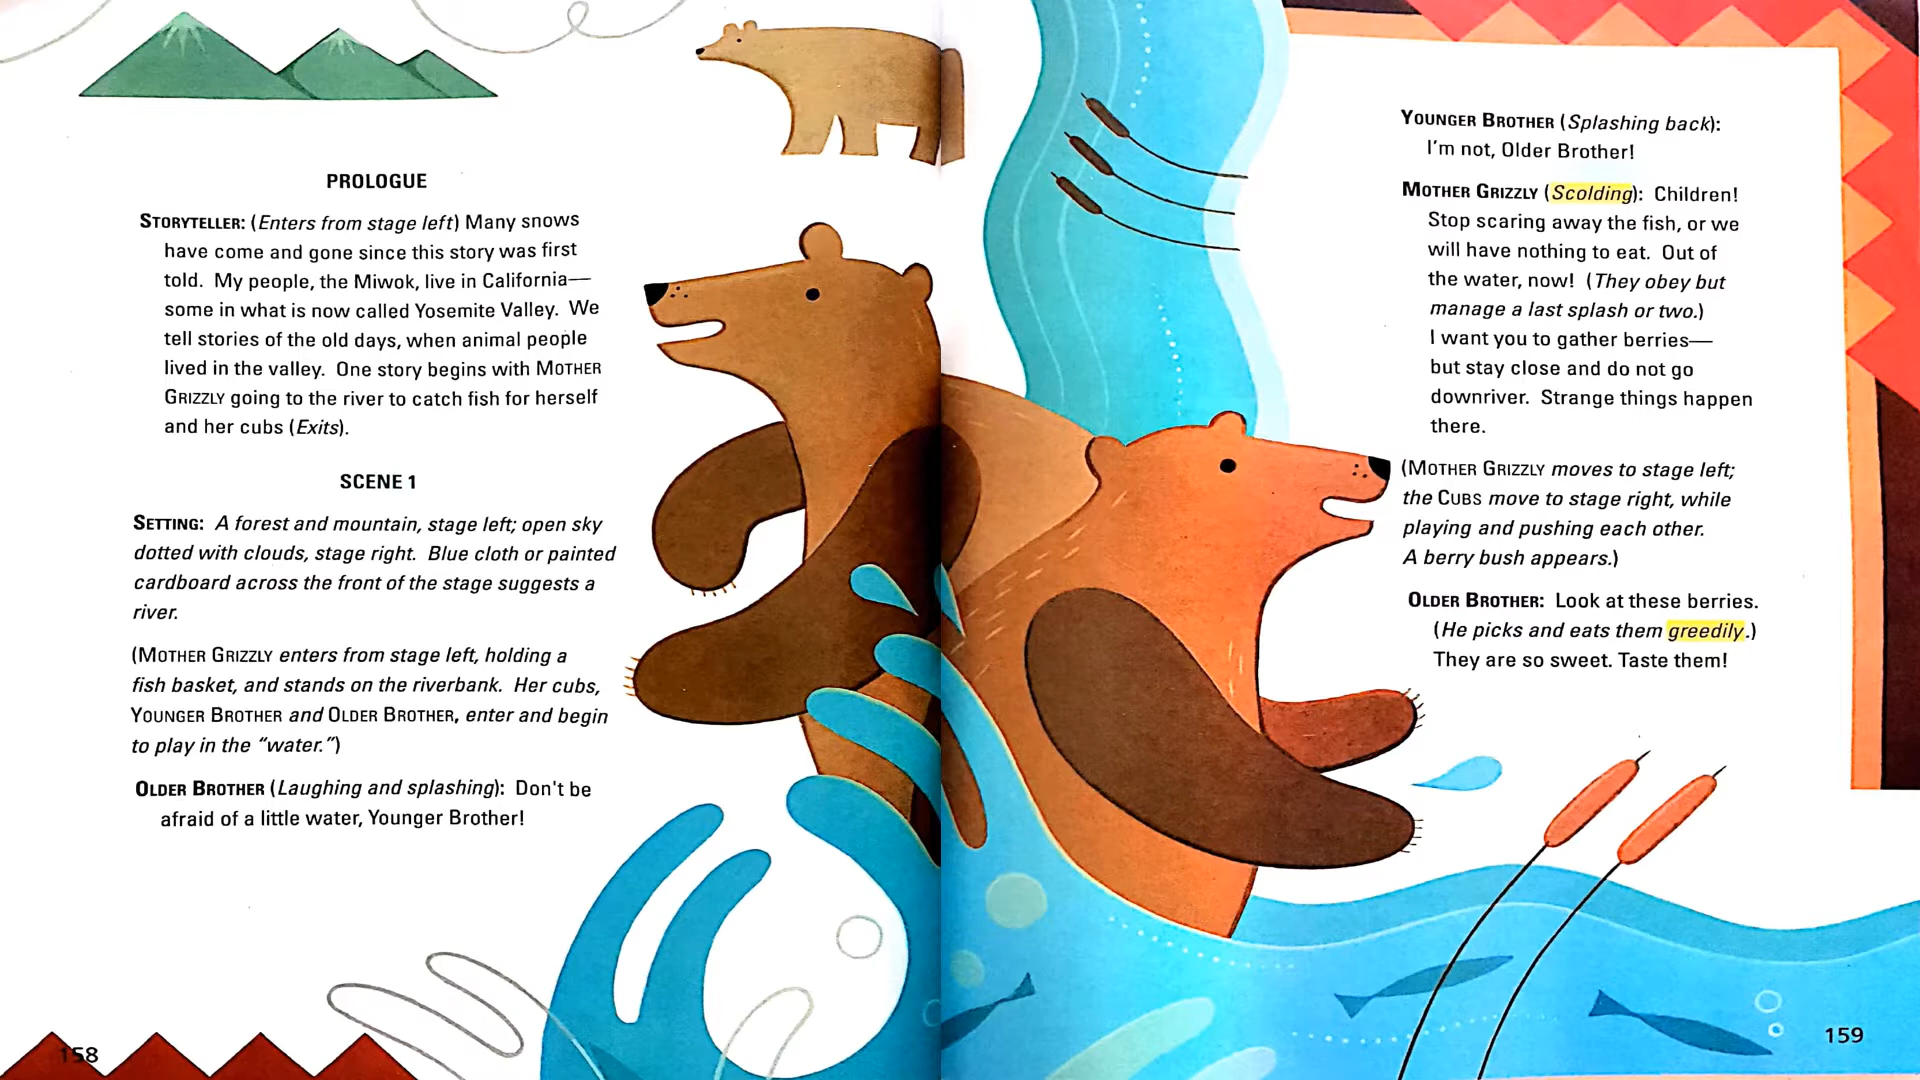 PROLOGUE
STORYTELLER: (Enters from stage left) Many snows
have come and gone since this story was first
told. My people, the Miwok, live in California—
some in what is now called Yosemite Valley. We
tell stories of the old days, when animal people
lived in the valley. One story begins with MOTHER
GRIZZLY going to the river to catch fish for herself
and her cubs (Exits).
SCENE 1
SETTING: A forest and mountain, stage left; open sky
dotted with clouds, stage right. Blue cloth or painted
cardboard across the front of the stage suggests a
river.
(MOTHER GRIZZLY enters from stage left, holding a
fish basket, and stands on the riverbank. Her cubs,
YOUNGER BROTHER and OLDER BROTHER, enter and begin
to play in the “water.”)
OLDER BROTHER (Laughing and splashing): Don't be
afraid of a little water, Younger Brother!
158
YOUNGER BROTHER (Splashing back):
I'm not, Older Brother!
MOTHER GRIZZLY (Scolding): Children!
Stop scaring away the fish, or we
will have nothing to eat. Out of
the water, now! (They obey but
manage a last splash or two.)
I want you to gather berries—
but stay close and do not go
downriver. Strange things happen
there.
(MOTHER GRIZZLY moves to stage left;
the CUBS move to stage right, while
playing and pushing each other.
A berry bush appears.)
OLDER BROTHER: Look at these berries.
(He picks and eats them greedily.)
They are so sweet. Taste them!
159